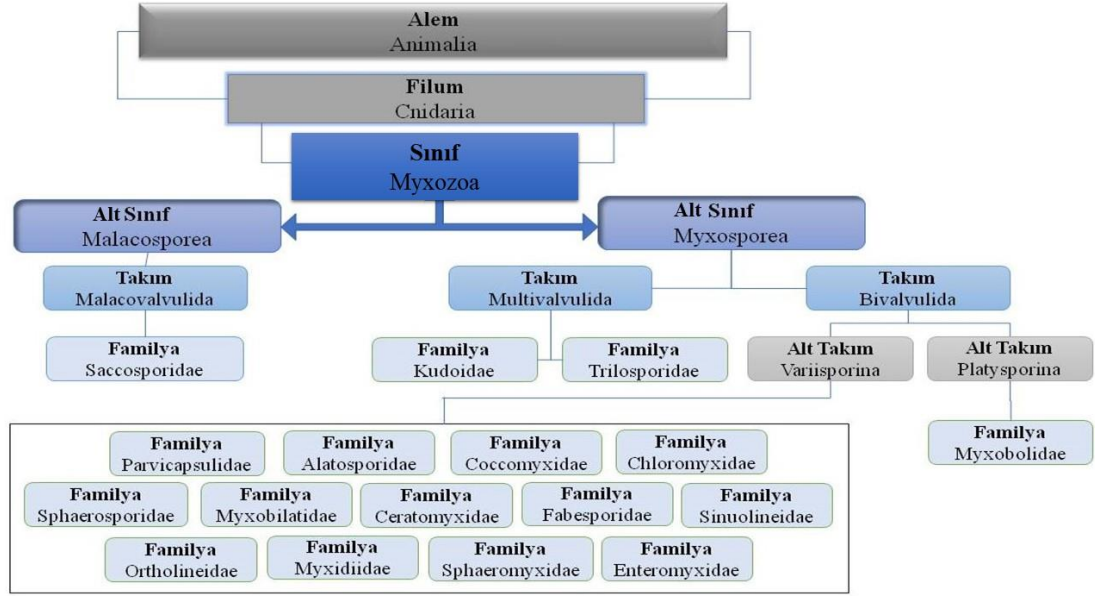 Alem
Animalia
Filum
Cnidaria
Sınıf
Myxozoa
Alt Sınıf
Malacosporea
Alt Sınıf
Myxosporea
Takım
Malacovalvulida
Takım
Multivalvulida
Takım
Bivalvulida
Familya
Saccosporidae
Familya
Kudoidae
Familya
Trilosporidae
Alt Takım
Variisporina
Alt Takım
Platysporina
Familya
Myxobolidae
Familya
Parvicapsulidae
Familya
Alatosporidae
Familya
Coccomyxidae
Familya
Chloromyxidae
Familya
Sphaerosporidae
Familya
Myxobilatidae
Familya
Ceratomyxidae
Familya
Fabesporidae
Familya
Sinuolineidae
Familya
Ortholineidae
Familya
Myxidiidae
Familya
Sphaeromyxidae
Familya
Enteromyxidae